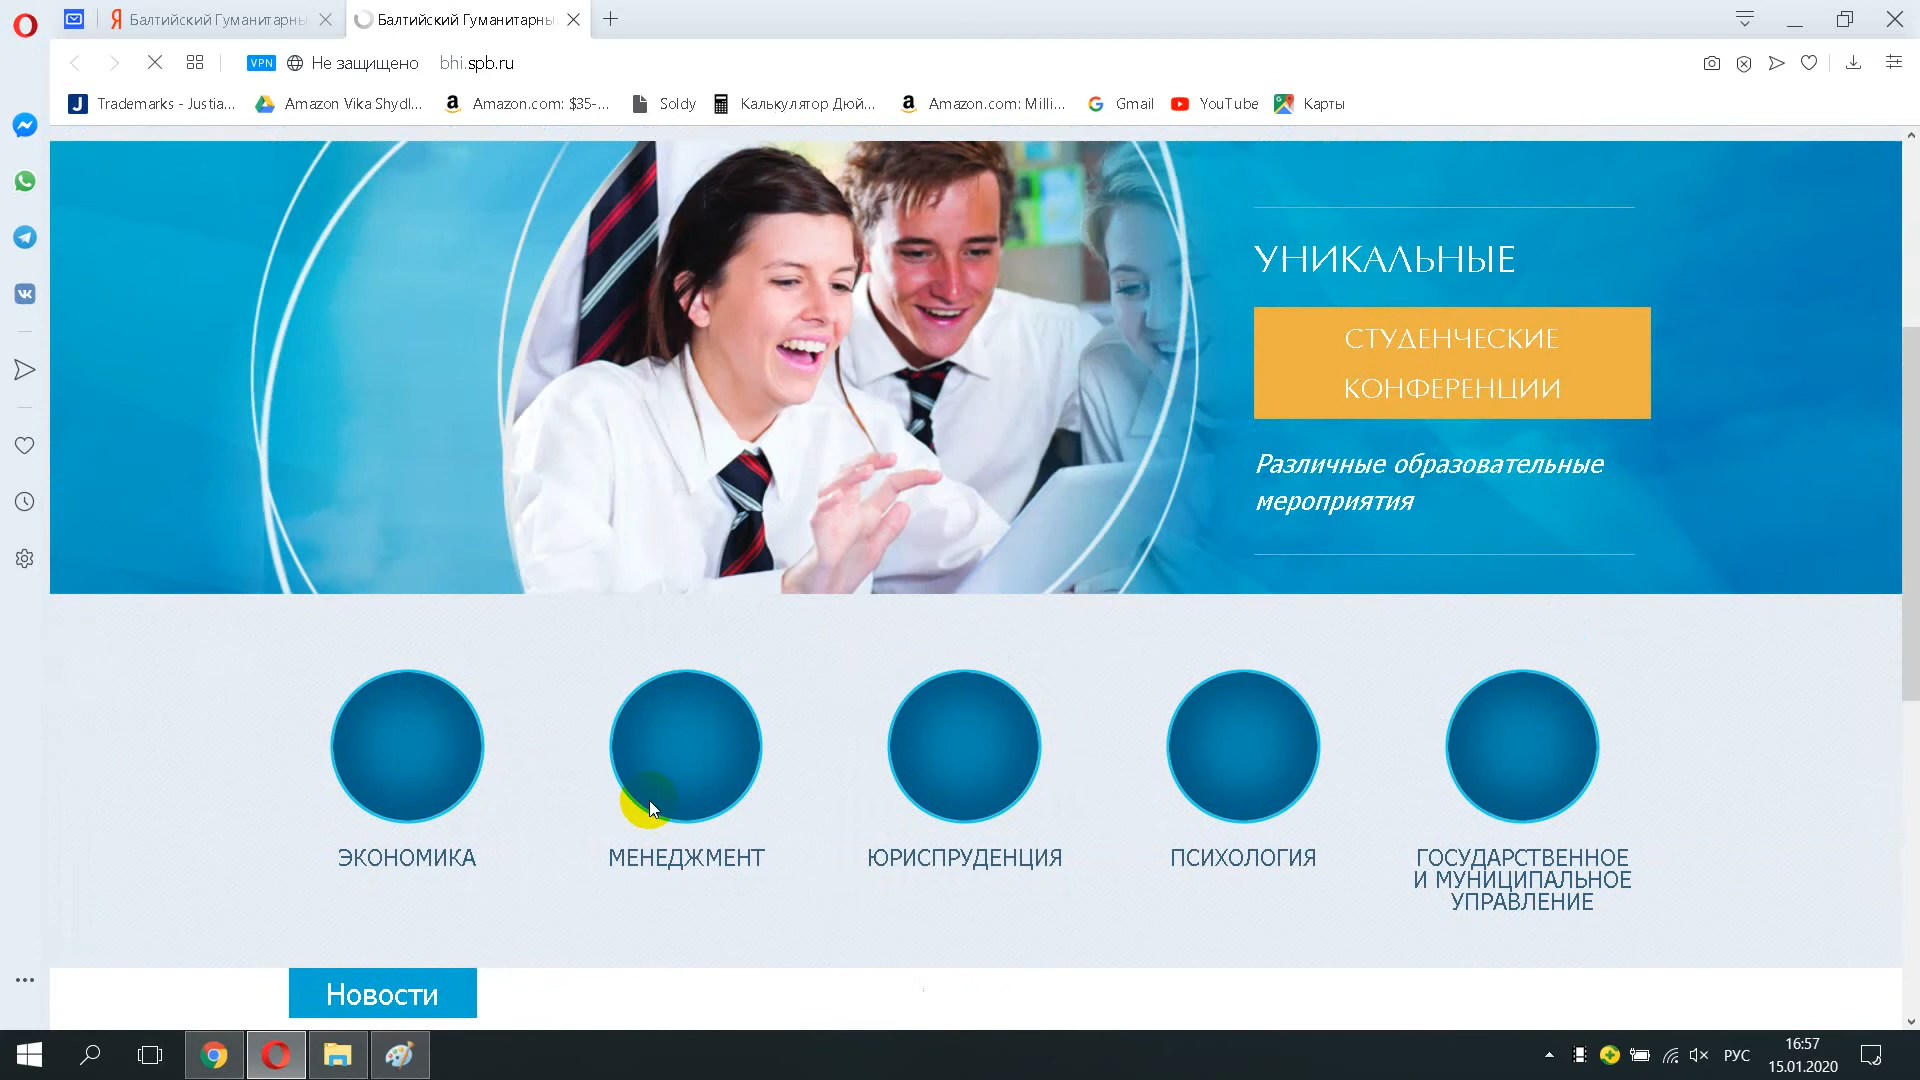 Балтийский Гуманитарны
Балтийский Гуманитарны
VPN
Не защищено
bhi.spb.ru
Trademarks - Justia...
Amazon Vika Shydl...
Amazon.com: $35-...
Soldy
Калькулятор Дюй...
Amazon.com: Milli...
Gmail
YouTube
Карты
УНИКАЛЬНЫЕ
СТУДЕНЧЕСКИЕ
КОНФЕРЕНЦИИ
Различные образовательные
мероприятия
ЭКОНОМИКА
МЕНЕДЖМЕНТ
ЮРИСПРУДЕНЦИЯ
ПСИХОЛОГИЯ
ГОСУДАРСТВЕННОЕ
И МУНИЦИПАЛЬНОЕ
УПРАВЛЕНИЕ
Новости
РУС
16:57
15.01.2020